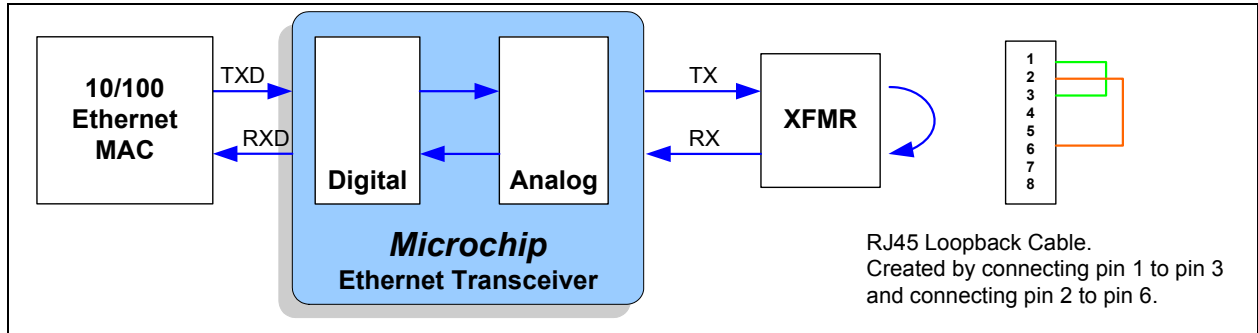 10/100
Ethernet
MAC
TXD
RXD
Digital
Analog
Microchip
Ethernet Transceiver
TX
RX
XFMR
1
2
3
4
5
6
7
8
RJ45 Loopback Cable.
Created by connecting pin 1 to pin 3
and connecting pin 2 to pin 6.